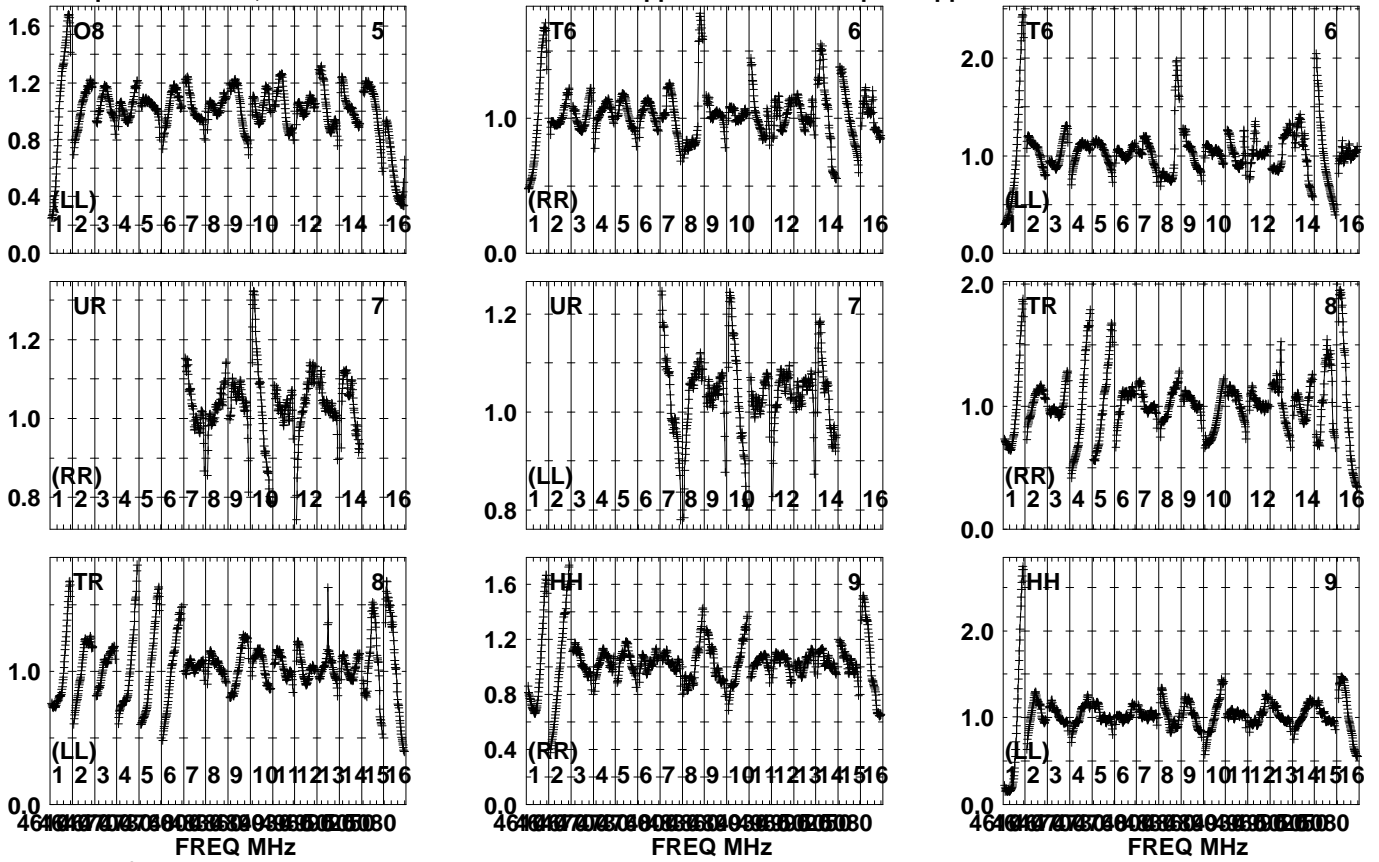 O8 5
1.6
1.2
0.8
0.4
0.0
(LL)
1 2 3 4 5 6 7 8 9 10 12 14 16
T6 6
1.0
0.0
(RR)
1 2 3 4 5 6 7 8 9 10 12 14 16
T6 6
2.0
1.0
0.0
(LL)
1 2 3 4 5 6 7 8 9 10 12 14 16
UR 7
1.2
1.0
0.8
(RR)
1 2 3 4 5 6 7 8 9 10 12 14 16
UR 7
1.2
1.0
0.8
(LL)
1 2 3 4 5 6 7 8 9 10 12 14 16
TR 8
2.0
1.0
0.0
(RR)
1 2 3 4 5 6 7 8 9 10 12 14 16
TR 8
1.0
0.0
(LL)
1 2 3 4 5 6 7 8 9 10 11 12 13 14 15 16
FREQ MHz
HH 9
1.6
1.2
0.8
0.4
0.0
(RR)
1 2 3 4 5 6 7 8 9 10 11 12 13 14 15 16
FREQ MHz
HH 9
2.0
1.0
0.0
(LL)
1 2 3 4 5 6 7 8 9 10 11 12 13 14 15 16
FREQ MHz